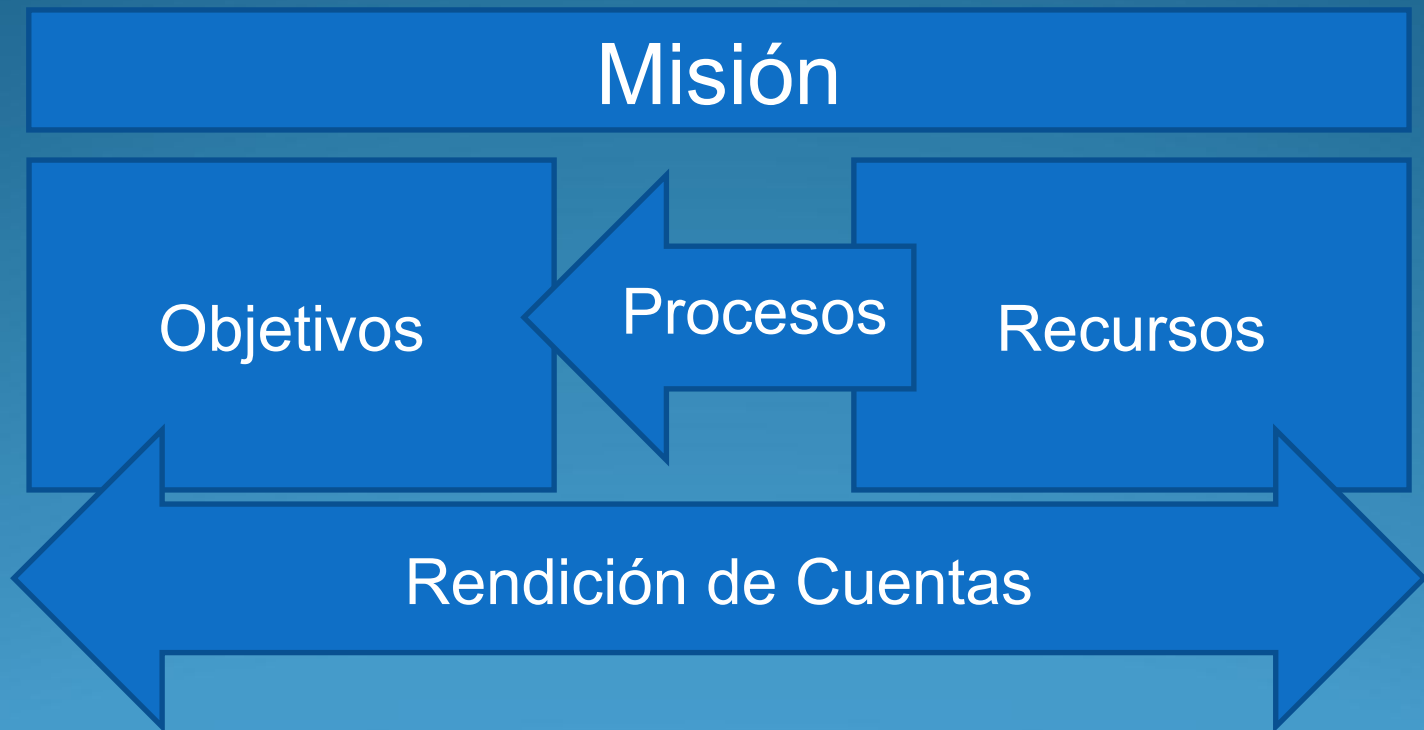 Misión
Objetivos
Procesos
Recursos
Rendición de Cuentas